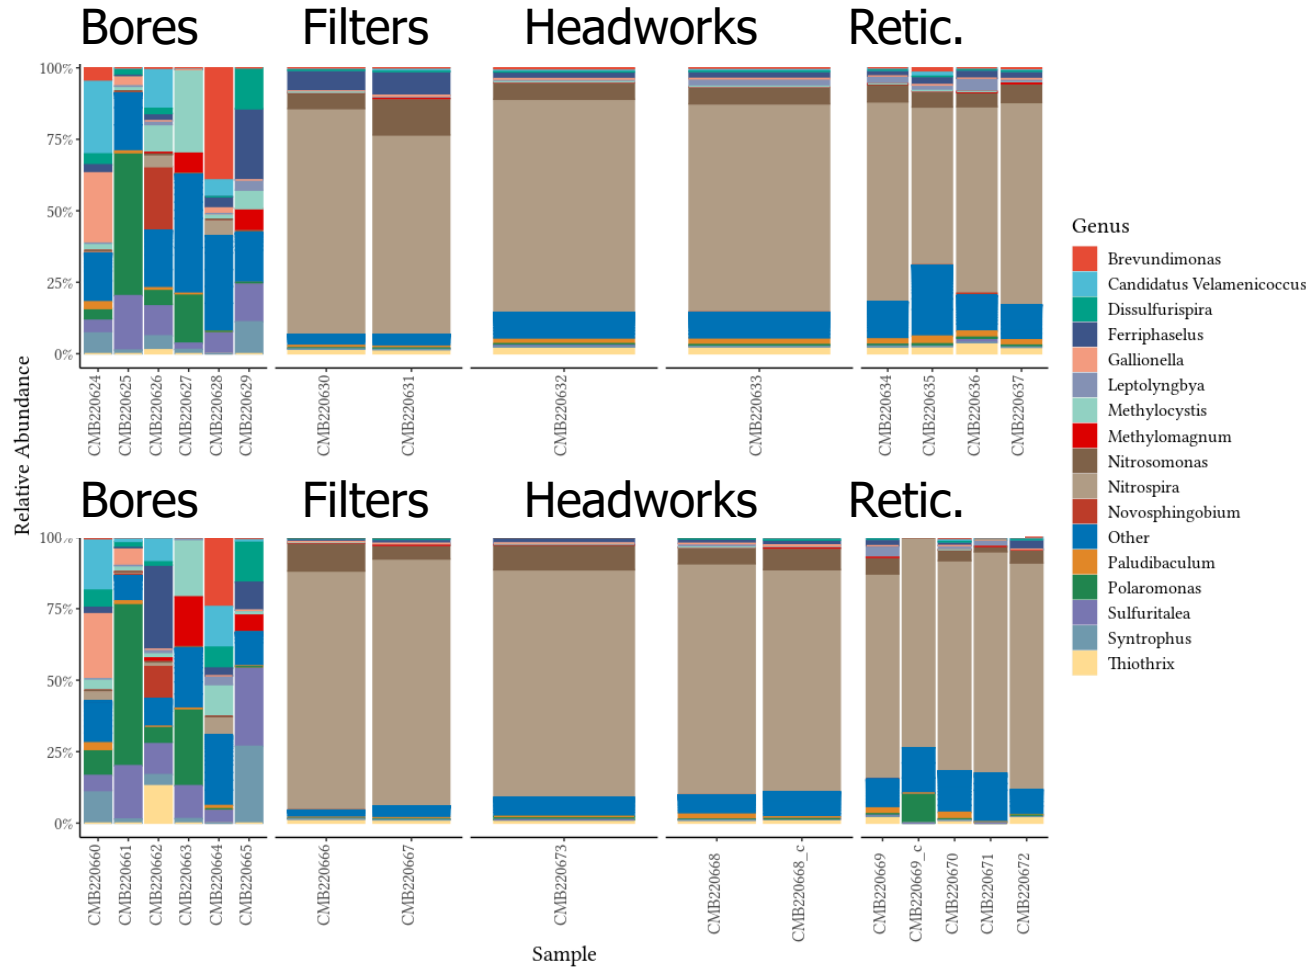 Bores Filters Headworks Retic.
100%
75%
50%
25%
0%
CMB220624 CMB220625 CMB220626 CMB220627 CMB220628 CMB220629 CMB220630 CMB220631 CMB220632 CMB220633 CMB220634 CMB220635 CMB220636 CMB220637
Relative Abundance
Bores Filters Headworks Retic.
100%
75%
50%
25%
0%
CMB220660 CMB220661 CMB220662 CMB220663 CMB220664 CMB220665 CMB220666 CMB220667 CMB220673 CMB220668 CMB220668_c CMB220669 CMB220669_c CMB220670 CMB220671 CMB220672
Sample
Genus
Brevundimonas
Candidatus Velamenicoccus
Dissulfurispira
Ferriphaselus
Gallionella
Leptolyngbya
Methylocystis
Methylomagnum
Nitrosomonas
Nitrospira
Novosphingobium
Other
Paludibaculum
Polaromonas
Sulfuritalea
Syntrophus
Thiothrix